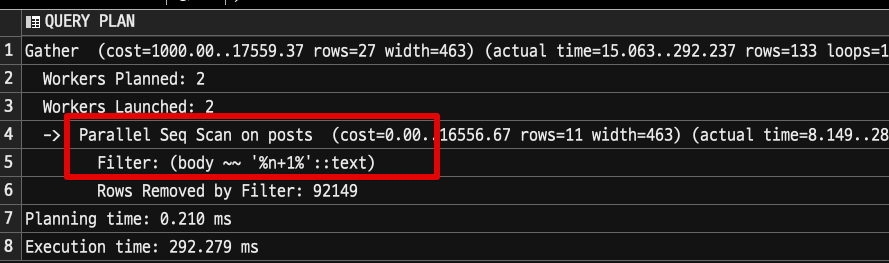 QUERY PLAN
1 Gather (cost=1000.00..17559.37 rows=27 width=463) (actual time=15.063..292.237 rows=133 loops=1
2 Workers Planned: 2
3 Workers Launched: 2
4 -> Parallel Seq Scan on posts (cost=0.00..16556.67 rows=11 width=463) (actual time=8.149..28
5 Filter: (body ~~ '%n+1%'::text)
6 Rows Removed by Filter: 92149
7 Planning time: 0.210 ms
8 Execution time: 292.279 ms